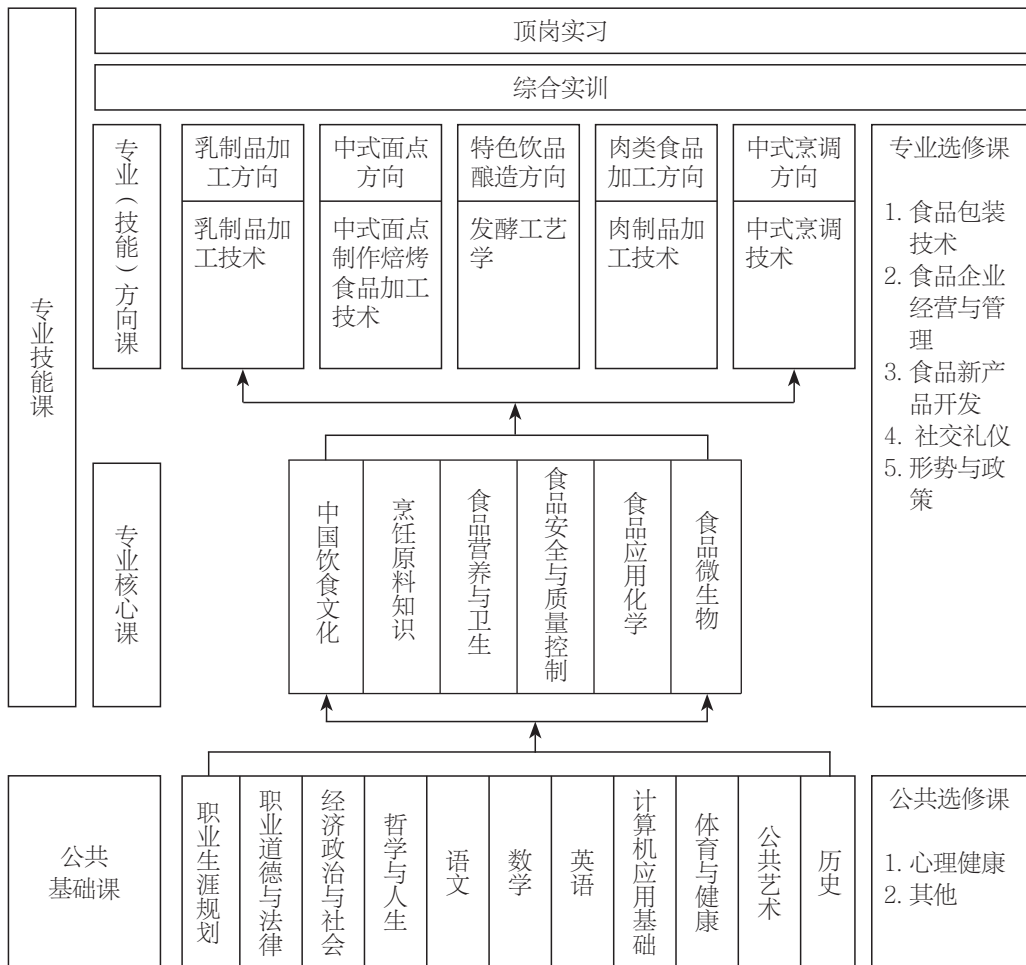 顶岗实习
综合实训
专业技能课
专业（技能）方向课
乳制品加
工方向
中式面点
方向
特色饮品
酿造方向
肉类食品
加工方向
中式烹调
方向
乳制品加
工技术
中式面点
制作焙烤
食品加工
技术
发酵工艺
学
肉制品加
工技术
中式烹调
技术
专业选修课
1. 食品包装
技术
2. 食品企业
经营与管
理
3. 食品新产
品开发
4. 社交礼仪
5. 形势与政
策
专业核心课
中国饮食文化
烹饪原料知识
食品营养与卫生
食品安全与质量控制
食品应用化学
食品微生物
公共
基础课
职业生涯规划
职业道德与法律
经济政治与社会
哲学与人生
语文
数学
英语
计算机应用基础
体育与健康
公共艺术
历史
公共选修课
1. 心理健康
2. 其他